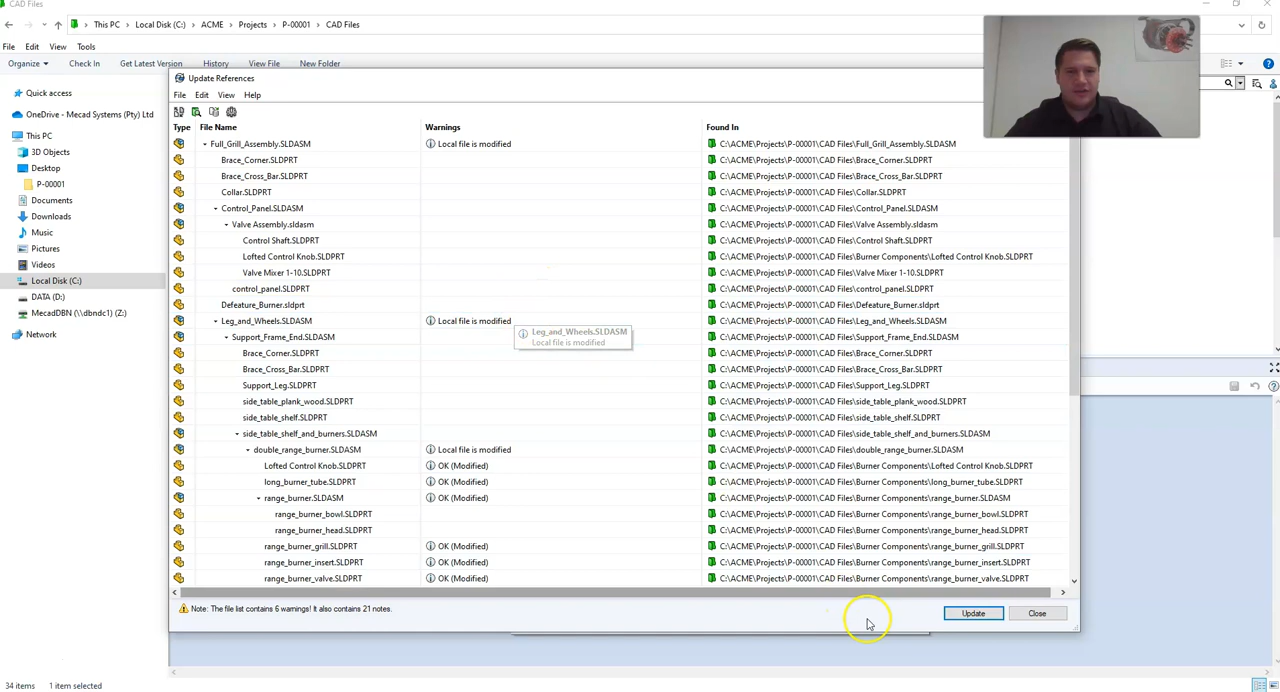 CAD Files
This PC > Local Disk (C:) > ACME > Projects > P-00001 > CAD Files
File Edit View Tools
Organize Check In Get Latest Version History View File New Folder
Quick access
OneDrive - Mecad Systems (Pty) Ltd
This PC
3D Objects
Desktop
P-00001
Documents
Downloads
Music
Pictures
Videos
Local Disk (C:)
DATA (D:)
MecadDBN (\\dbndc1) (Z:)
Network
Update References
File Edit View Help
Type File Name Warnings Found In
Full_Grill_Assembly.SLDASM Local file is modified C:\ACME\Projects\P-00001\CAD Files\Full_Grill_Assembly.SLDASM
Brace_Corner.SLDPRT C:\ACME\Projects\P-00001\CAD Files\Brace_Corner.SLDPRT
Brace_Cross_Bar.SLDPRT C:\ACME\Projects\P-00001\CAD Files\Brace_Cross_Bar.SLDPRT
Collar.SLDPRT C:\ACME\Projects\P-00001\CAD Files\Collar.SLDPRT
Control_Panel.SLDASM C:\ACME\Projects\P-00001\CAD Files\Control_Panel.SLDASM
Valve Assembly.sldasm C:\ACME\Projects\P-00001\CAD Files\Valve Assembly.sldasm
Control Shaft.SLDPRT C:\ACME\Projects\P-00001\CAD Files\Control Shaft.SLDPRT
Lofted Control Knob.SLDPRT C:\ACME\Projects\P-00001\CAD Files\Burner Components\Lofted Control Knob.SLDPRT
Valve Mixer 1-10.SLDPRT C:\ACME\Projects\P-00001\CAD Files\Valve Mixer 1-10.SLDPRT
control_panel.SLDPRT C:\ACME\Projects\P-00001\CAD Files\control_panel.SLDPRT
Defeature_Burner.sldprt C:\ACME\Projects\P-00001\CAD Files\Defeature_Burner.sldprt
Leg_and_Wheels.SLDASM Local file is modified C:\ACME\Projects\P-00001\CAD Files\Leg_and_Wheels.SLDASM
Leg_and_Wheels.SLDASM
Local file is modified
Support_Frame_End.SLDASM C:\ACME\Projects\P-00001\CAD Files\Support_Frame_End.SLDASM
Brace_Corner.SLDPRT C:\ACME\Projects\P-00001\CAD Files\Brace_Corner.SLDPRT
Brace_Cross_Bar.SLDPRT C:\ACME\Projects\P-00001\CAD Files\Brace_Cross_Bar.SLDPRT
Support_Leg.SLDPRT C:\ACME\Projects\P-00001\CAD Files\Support_Leg.SLDPRT
side_table_plank_wood.SLDPRT C:\ACME\Projects\P-00001\CAD Files\side_table_plank_wood.SLDPRT
side_table_shelf.SLDPRT C:\ACME\Projects\P-00001\CAD Files\side_table_shelf.SLDPRT
side_table_shelf_and_burners.SLDASM C:\ACME\Projects\P-00001\CAD Files\side_table_shelf_and_burners.SLDASM
double_range_burner.SLDASM Local file is modified C:\ACME\Projects\P-00001\CAD Files\double_range_burner.SLDASM
Lofted Control Knob.SLDPRT OK (Modified) C:\ACME\Projects\P-00001\CAD Files\Burner Components\Lofted Control Knob.SLDPRT
long_burner_tube.SLDPRT OK (Modified) C:\ACME\Projects\P-00001\CAD Files\Burner Components\long_burner_tube.SLDPRT
range_burner.SLDASM OK (Modified) C:\ACME\Projects\P-00001\CAD Files\Burner Components\range_burner.SLDASM
range_burner_bowl.SLDPRT C:\ACME\Projects\P-00001\CAD Files\Burner Components\range_burner_bowl.SLDPRT
range_burner_head.SLDPRT C:\ACME\Projects\P-00001\CAD Files\Burner Components\range_burner_head.SLDPRT
range_burner_grill.SLDPRT OK (Modified) C:\ACME\Projects\P-00001\CAD Files\Burner Components\range_burner_grill.SLDPRT
range_burner_insert.SLDPRT OK (Modified) C:\ACME\Projects\P-00001\CAD Files\Burner Components\range_burner_insert.SLDPRT
range_burner_valve.SLDPRT OK (Modified) C:\ACME\Projects\P-00001\CAD Files\Burner Components\range_burner_valve.SLDPRT
Note: The file list contains 6 warnings! It also contains 21 notes.
Update Close
34 items 1 item selected